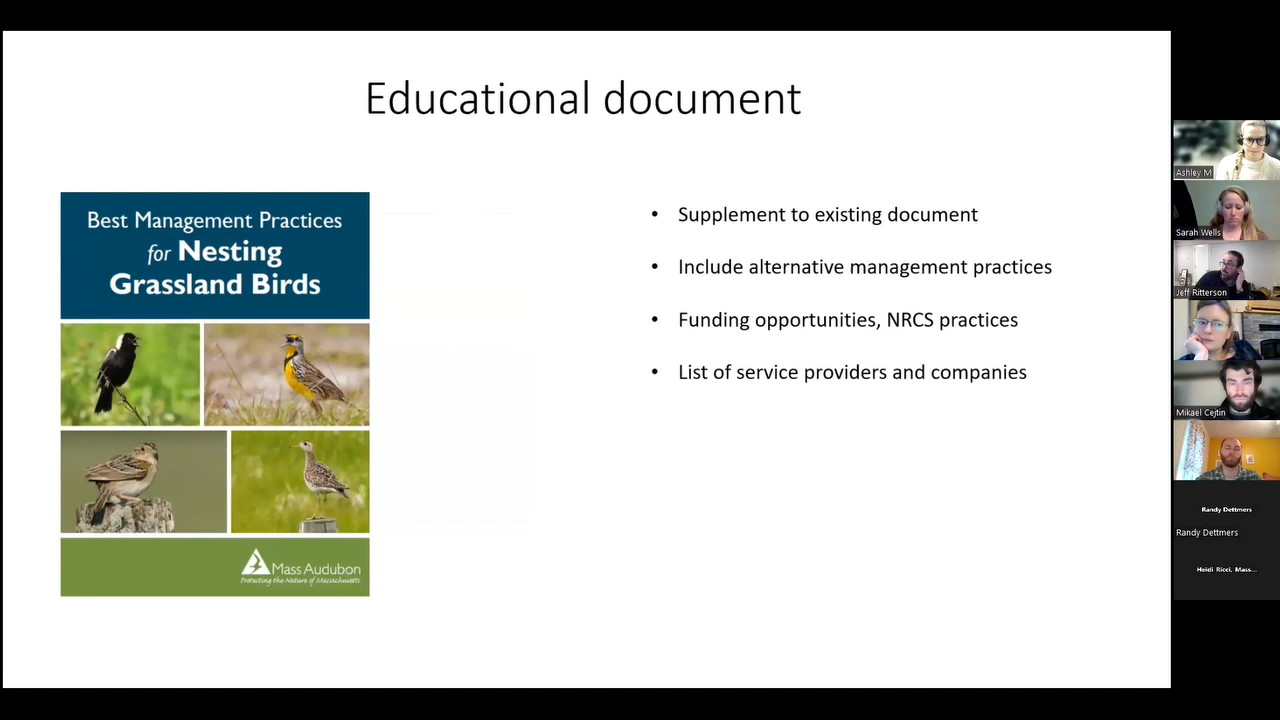 Educational document
Best Management Practices
for Nesting
Grassland Birds
Mass Audubon
Protecting the Nature of Massachusetts
• Supplement to existing document
• Include alternative management practices
• Funding opportunities, NRCS practices
• List of service providers and companies
Ashley M
Sarah Wells
Jeff Ritterson
Mikael Cejtin
Randy Dettmers
Randy Dettmers
Heidi Ricci, Mass...